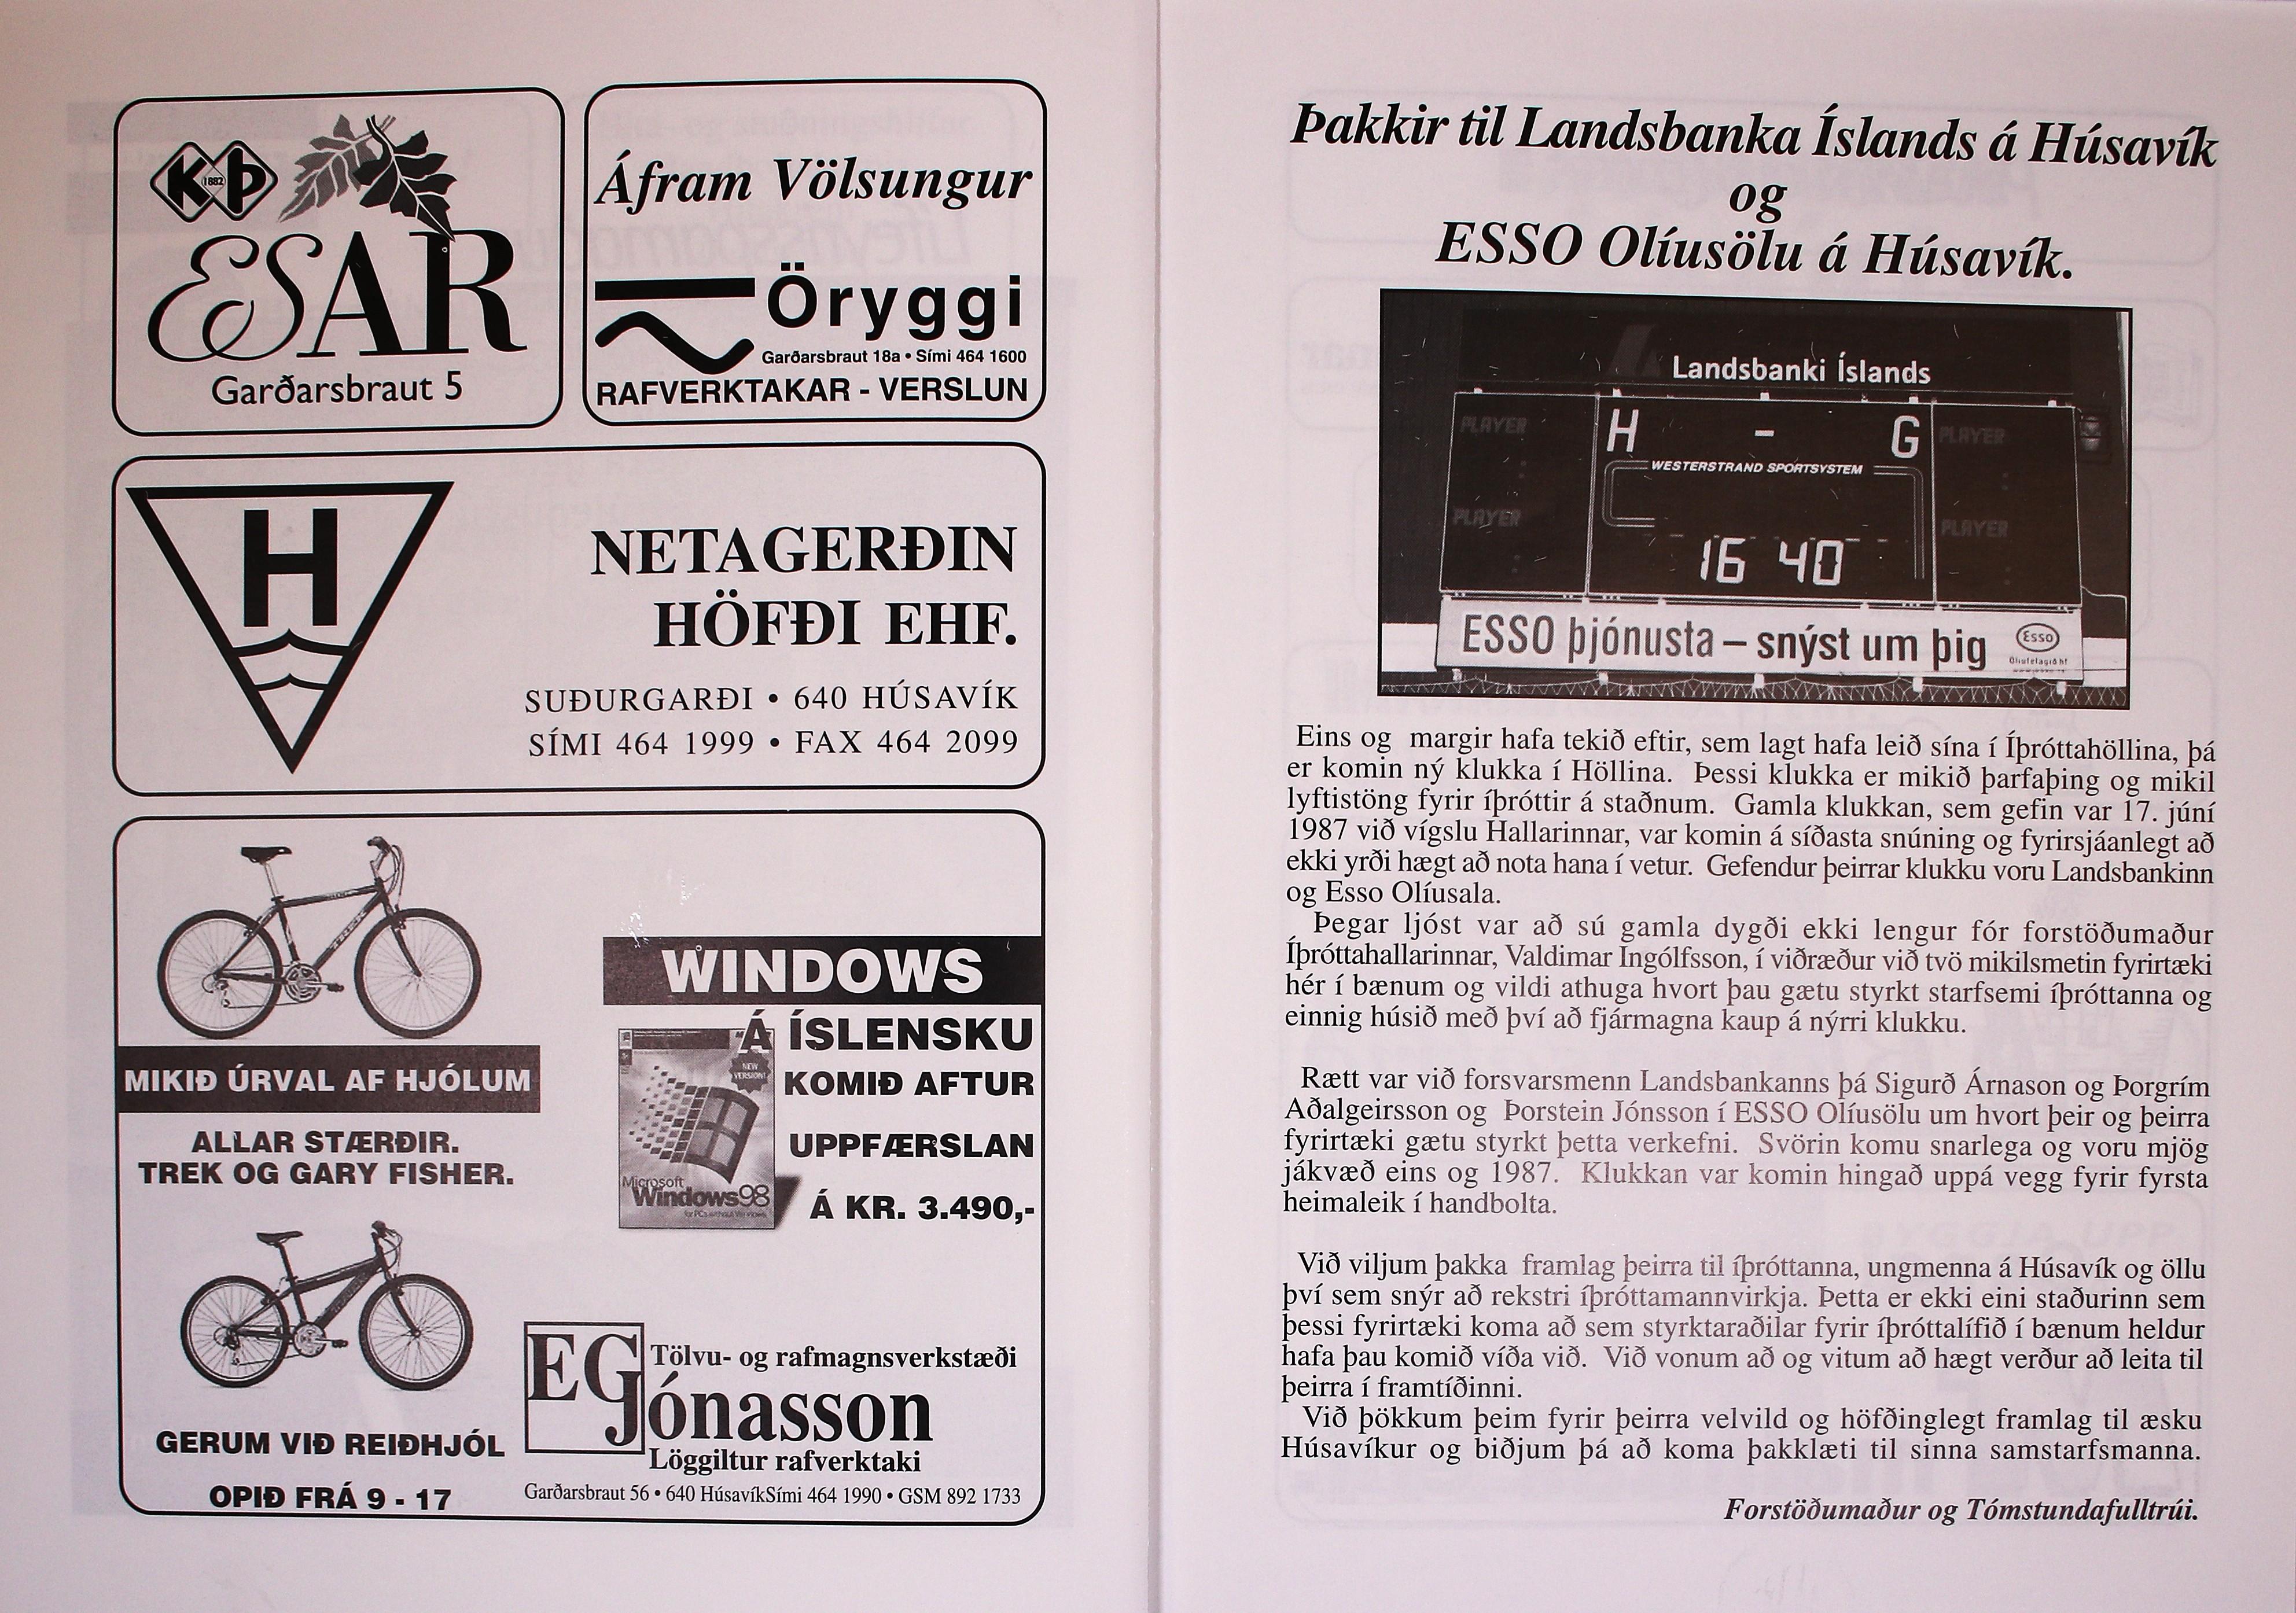 KÞ
1882
ESAR
Garðarsbraut 5
Áfram Völsungur
Öryggi
Garðarsbraut 18a • Sími 464 1600
RAFVERKTAKAR - VERSLUN
H
NETAGERÐIN
HÖFÐI EHF.
SUÐURGARÐI • 640 HÚSAVÍK
SÍMI 464 1999 • FAX 464 2099
TREK
MIKIÐ ÚRVAL AF HJÓLUM
ALLAR STÆRÐIR.
TREK OG GARY FISHER.
GERUM VIÐ REIÐHJÓL
OPIÐ FRÁ 9 - 17
WINDOWS
Á ÍSLENSKU
KOMIÐ AFTUR
UPPFÆRSLAN
Á KR. 3.490,-
NEW
VERSION!
Microsoft
Windows98
for PCs without Windows
EG Jónasson
Tölvu- og rafmagnsverkstæði
Löggiltur rafverktaki
Garðarsbraut 56 • 640 HúsavíkSími 464 1990 • GSM 892 1733
Þakkir til Landsbanka Íslands á Húsavík
og
ESSO Olíusölu á Húsavík.
Landsbanki Íslands
PLAYER
H - G
PLAYER
WESTERSTRAND SPORTSYSTEM
PLAYER
PLAYER
16 40
ESSO þjónusta – snýst um þig
Esso
Olíufélagið hf
Eins og  margir hafa tekið eftir, sem lagt hafa leið sína í Íþróttahöllina, þá
er komin ný klukka í Höllina.  Þessi klukka er mikið þarfaþing og mikil
lyftistöng fyrir íþróttir á staðnum.  Gamla klukkan, sem gefin var 17. júní
1987 við vígslu Hallarinnar, var komin á síðasta snúning og fyrirsjáanlegt að
ekki yrði hægt að nota hana í vetur.  Gefendur þeirrar klukku voru Landsbankinn
og Esso Olíusala.
Þegar ljóst var að sú gamla dygði ekki lengur fór forstöðumaður
Íþróttahallarinnar, Valdimar Ingólfsson, í viðræður við tvö mikilsmetin fyrirtæki
hér í bænum og vildi athuga hvort þau gætu styrkt starfsemi íþróttanna og
einnig húsið með því að fjármagna kaup á nýrri klukku.
Rætt var við forsvarsmenn Landsbankanns þá Sigurð Árnason og Þorgrím
Aðalgeirsson og  Þorstein Jónsson í ESSO Olíusölu um hvort þeir og þeirra
fyrirtæki gætu styrkt þetta verkefni.  Svörin komu snarlega og voru mjög
jákvæð eins og 1987.  Klukkan var komin hingað uppá vegg fyrir fyrsta
heimaleik í handbolta.
Við viljum þakka  framlag þeirra til íþróttanna, ungmenna á Húsavík og öllu
því sem snýr að rekstri íþróttamannvirkja. Þetta er ekki eini staðurinn sem
þessi fyrirtæki koma að sem styrktaraðilar fyrir íþróttalífið í bænum heldur
hafa þau komið víða við.  Við vonum að og vitum að hægt verður að leita til
þeirra í framtíðinni.
Við þökkum þeim fyrir þeirra velvild og höfðinglegt framlag til æsku
Húsavíkur og biðjum þá að koma þakklæti til sinna samstarfsmanna.
Forstöðumaður og Tómstundafulltrúi.